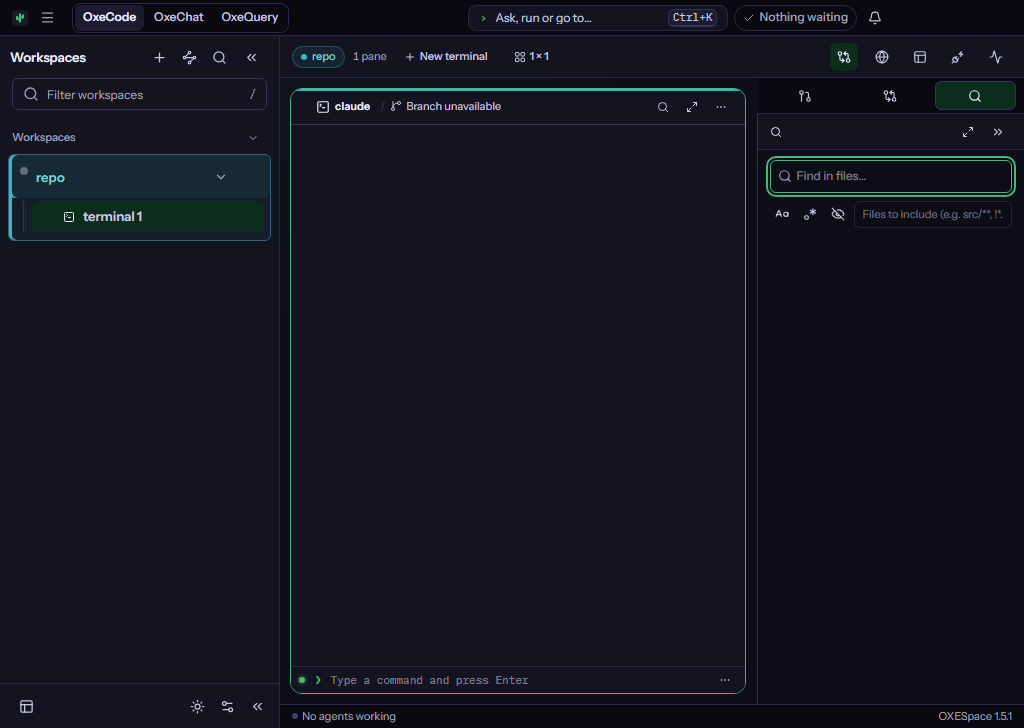 OxeCode OxeChat OxeQuery
Ask, run or go to... Ctrl+K
Nothing waiting
Workspaces
Filter workspaces /
Workspaces
repo
terminal 1
repo 1 pane New terminal 1×1
claude / Branch unavailable
Type a command and press Enter
Find in files...
Aa
Files to include (e.g. src/**, !*.
No agents working
OXESpace 1.5.1